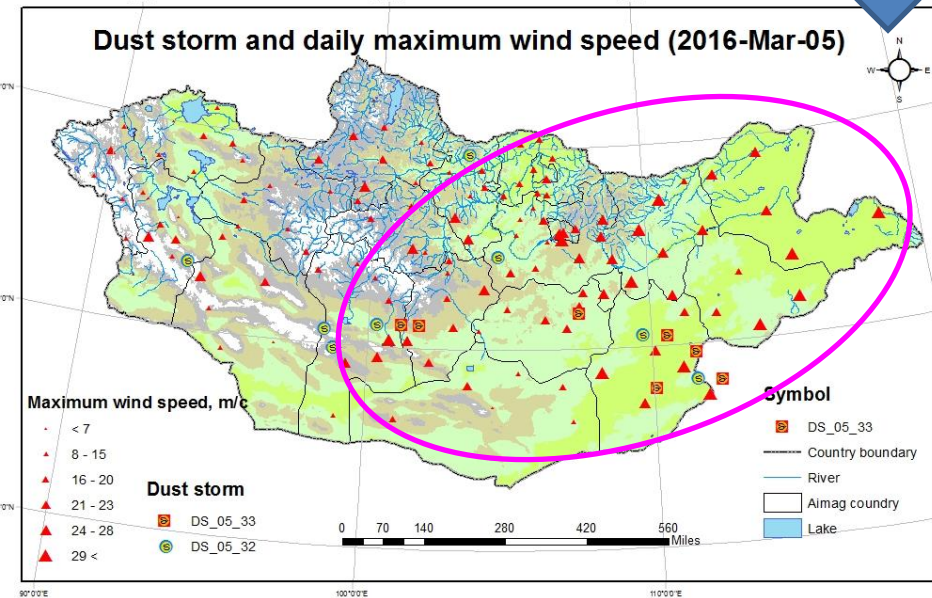 Dust storm and daily maximum wind speed (2016-Mar-05)
N
W E
S
Maximum wind speed, m/c
< 7
8 - 15
16 - 20
21 - 23
24 - 28
29 <
Dust storm
DS_05_33
DS_05_32
0 70 140 280 420 560
Miles
Symbol
DS_05_33
Country boundary
River
Aimag coundry
Lake
90°0'0"E 100°0'0"E 110°0'0"E